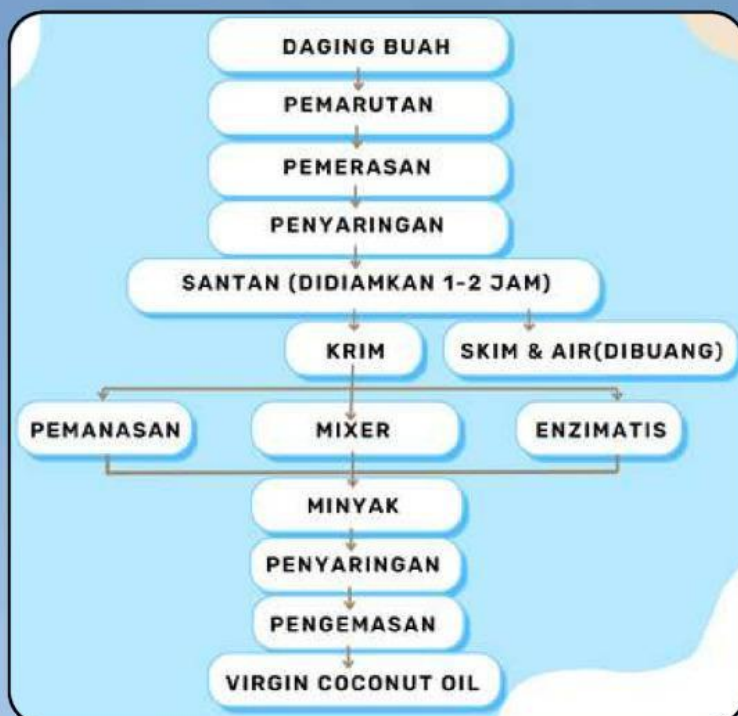 DAGING BUAH
PEMARUTAN
PEMERASAN
PENYARINGAN
SANTAN (DIDIAMKAN 1-2 JAM)
KRIM
SKIM & AIR(DIBUANG)
PEMANASAN
MIXER
ENZIMATIS
MINYAK
PENYARINGAN
PENGEMASAN
VIRGIN COCONUT OIL